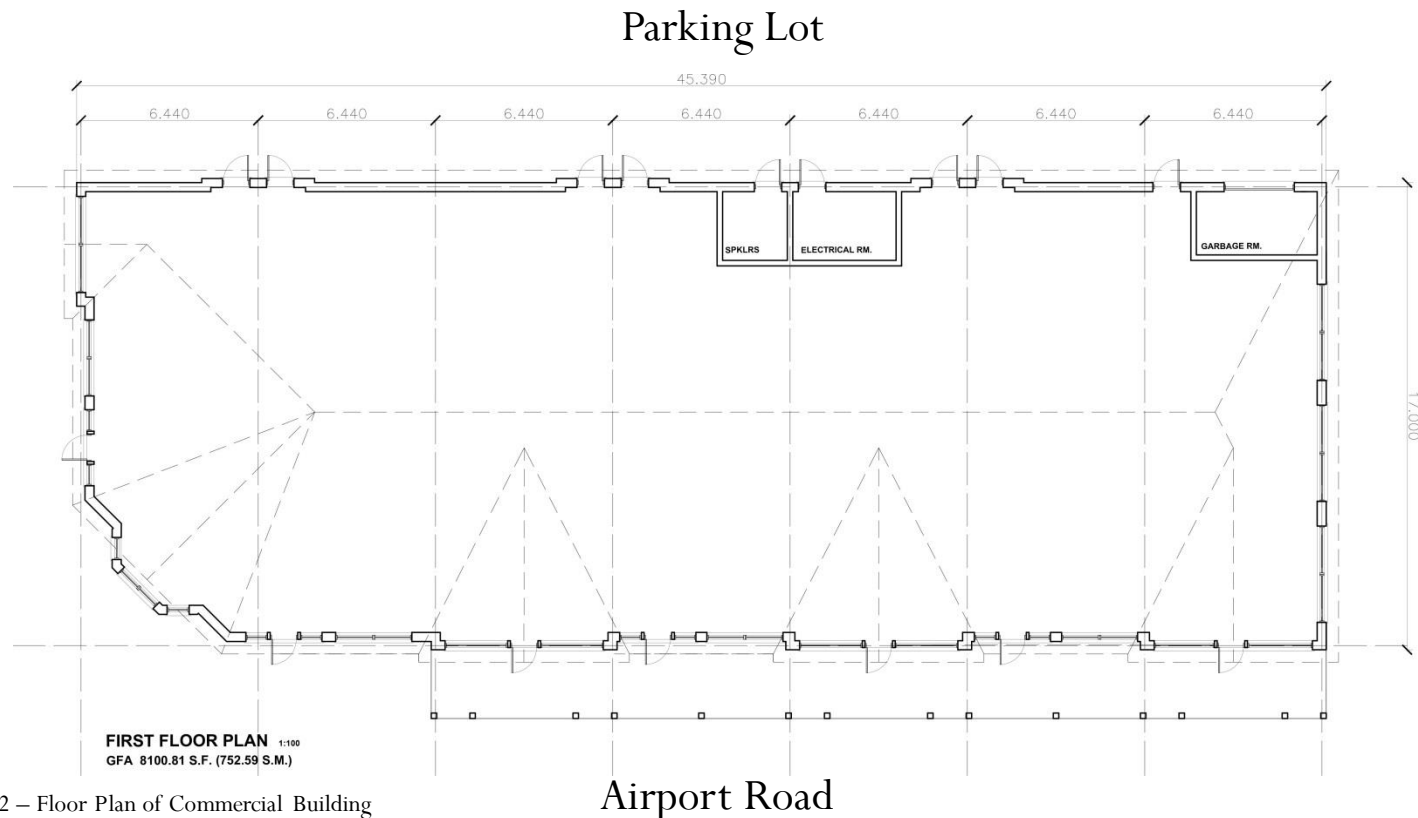 Parking Lot
45.390
6.440 6.440 6.440 6.440 6.440 6.440 6.440
SPKLRS ELECTRICAL RM. GARBAGE RM.
17.000
FIRST FLOOR PLAN 1:100
GFA 8100.81 S.F. (752.59 S.M.)
2 – Floor Plan of Commercial Building
Airport Road